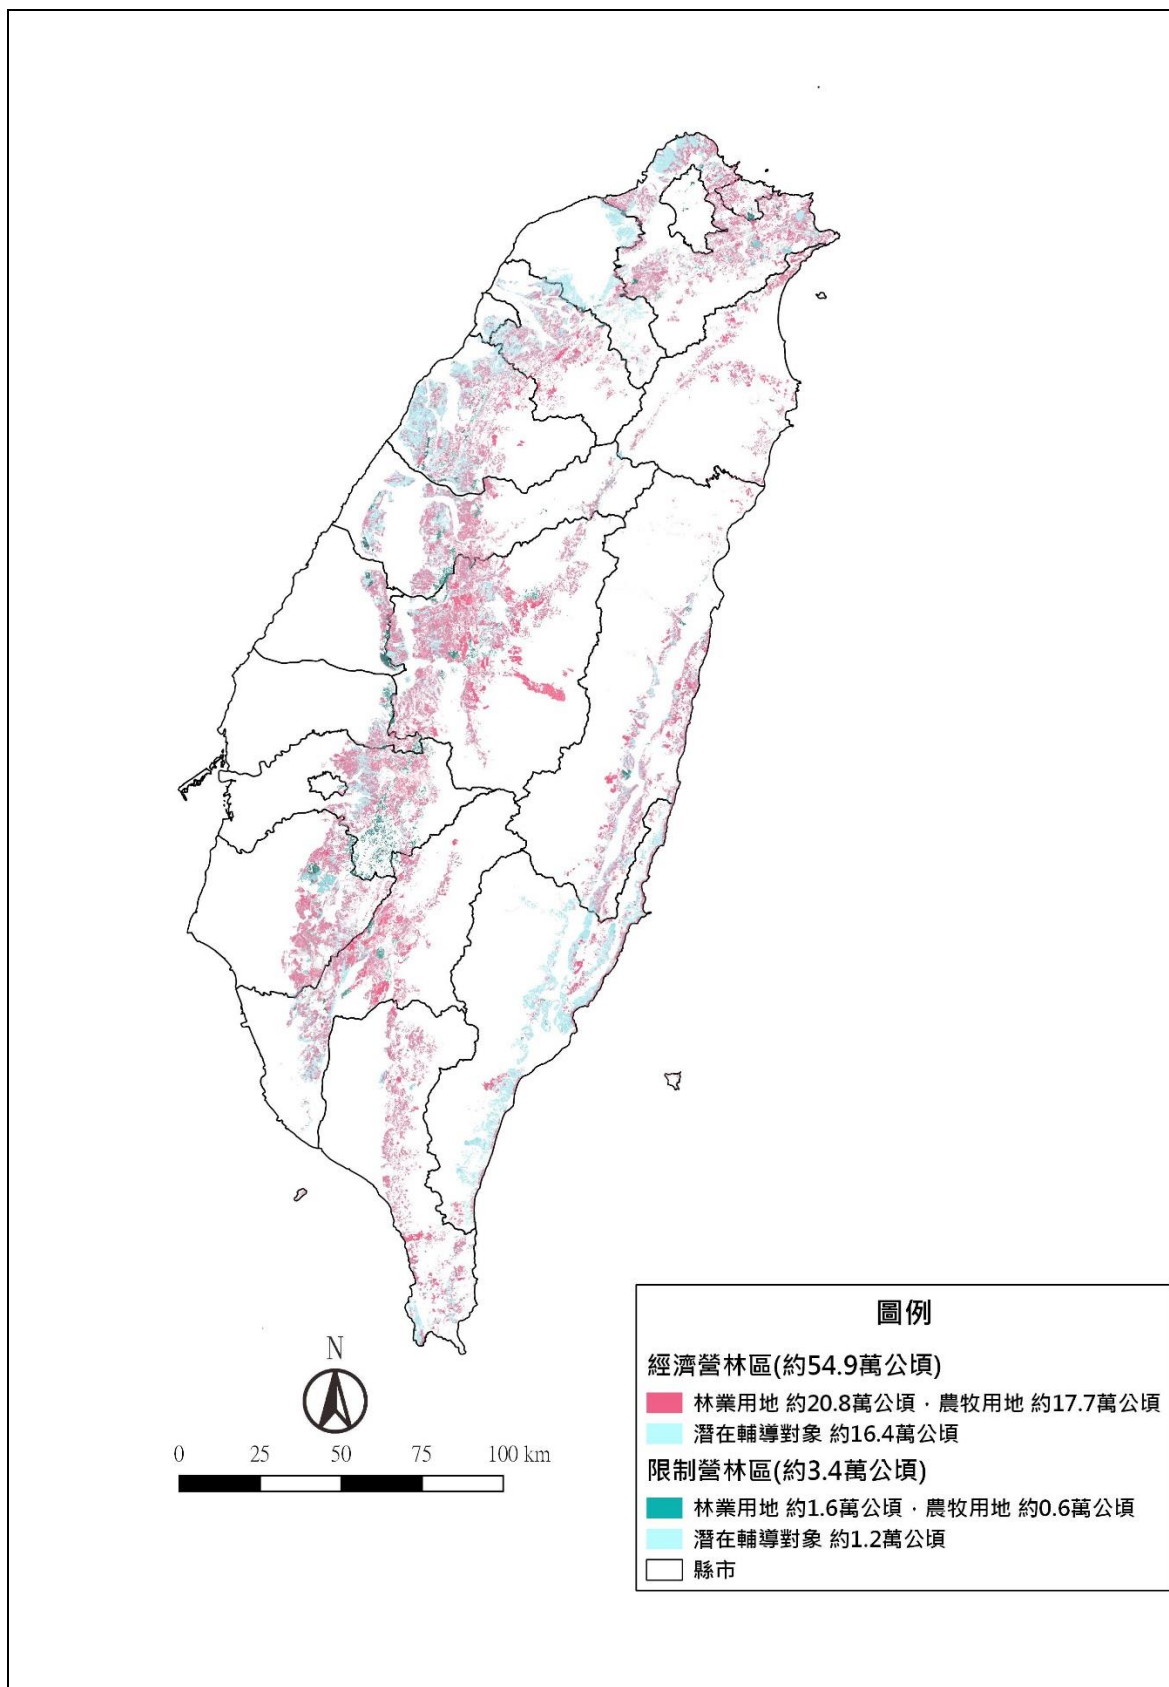 N
0 25 50 75 100 km
圖例
經濟營林區(約54.9萬公頃)
林業用地 約20.8萬公頃，農牧用地 約17.7萬公頃
潛在輔導對象 約16.4萬公頃
限制營林區(約3.4萬公頃)
林業用地 約1.6萬公頃，農牧用地 約0.6萬公頃
潛在輔導對象 約1.2萬公頃
縣市